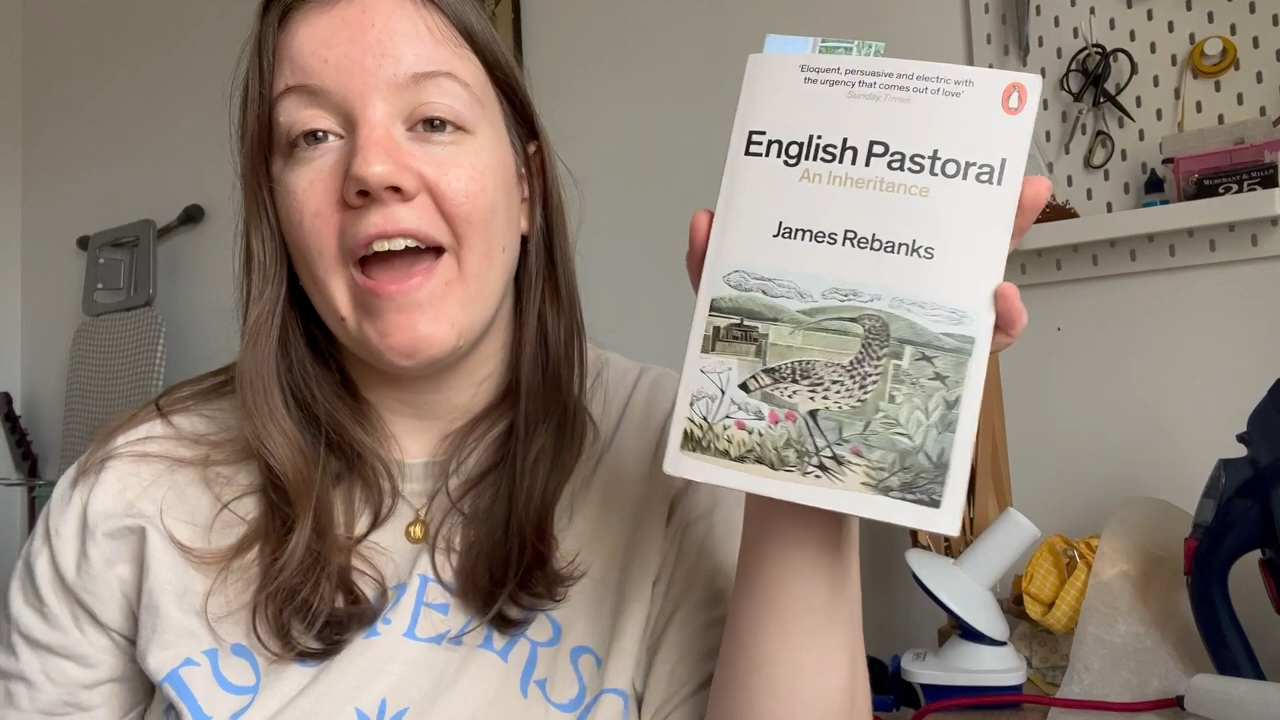 'Eloquent, persuasive and electric with
the urgency that comes out of love'
Sunday Times
English Pastoral
An Inheritance
James Rebanks
MERCHANT & MILLS
25